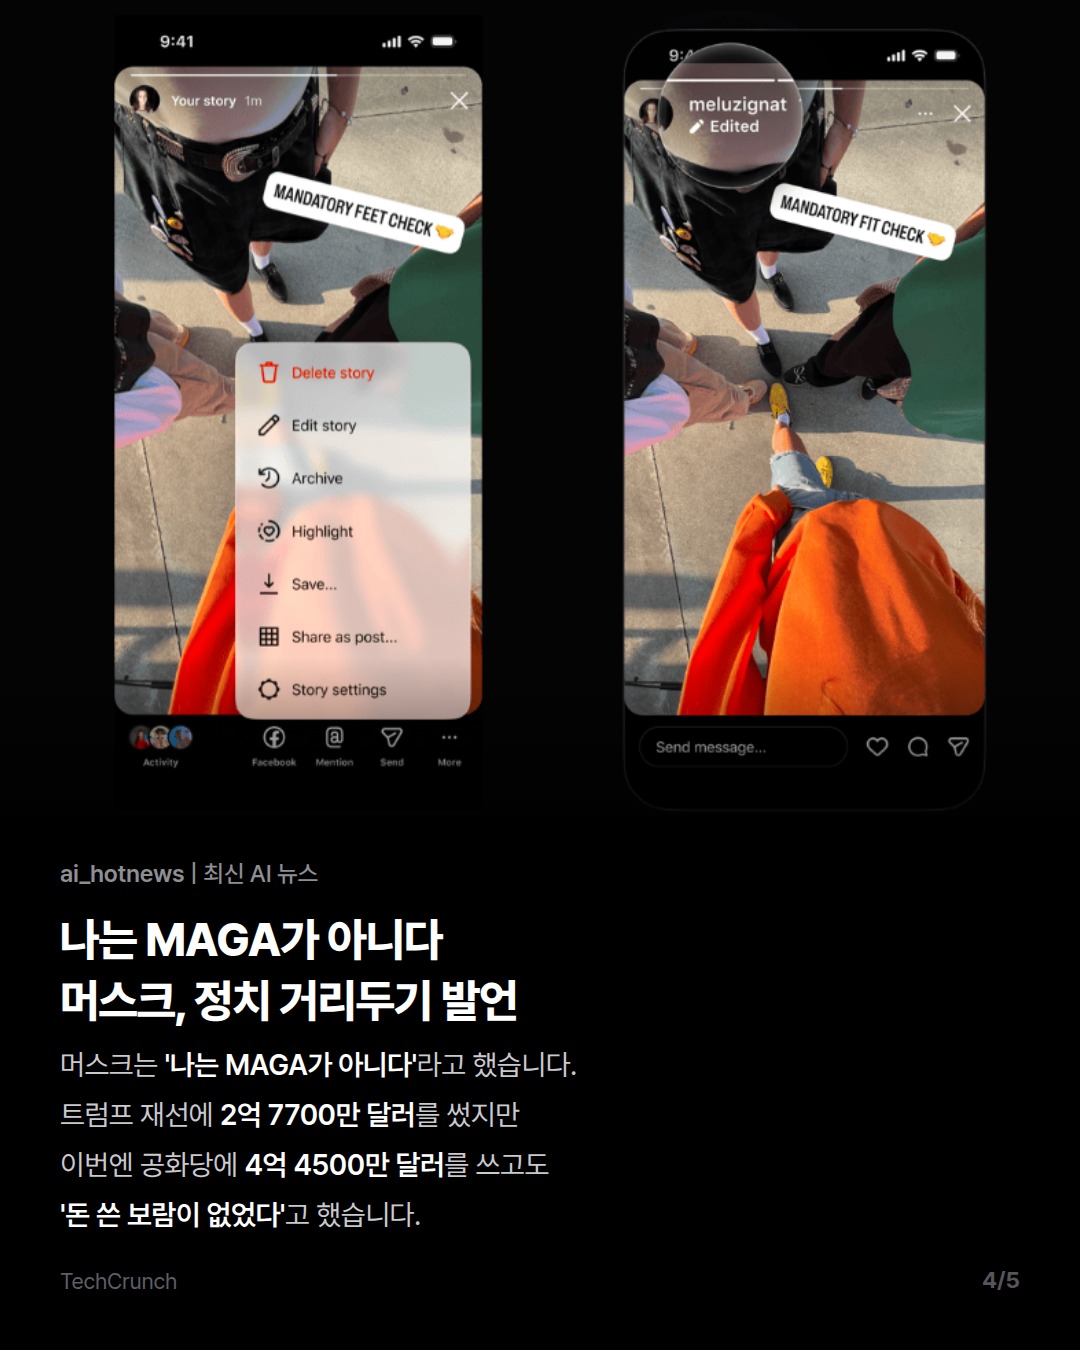 9:41
Your story 1m
MANDATORY FEET CHECK 🤝
Delete story
Edit story
Archive
Highlight
Save...
Share as post...
Story settings
Activity
Facebook
Mention
Send
More
9:4
meluzignat
Edited
MANDATORY FIT CHECK 🤝
Send message...
ai_hotnews | 최신 AI 뉴스
나는 MAGA가 아니다
머스크, 정치 거리두기 발언
머스크는 '나는 MAGA가 아니다'라고 했습니다.
트럼프 재선에 2억 7700만 달러를 썼지만
이번엔 공화당에 4억 4500만 달러를 쓰고도
'돈 쓴 보람이 없었다'고 했습니다.
TechCrunch
4/5